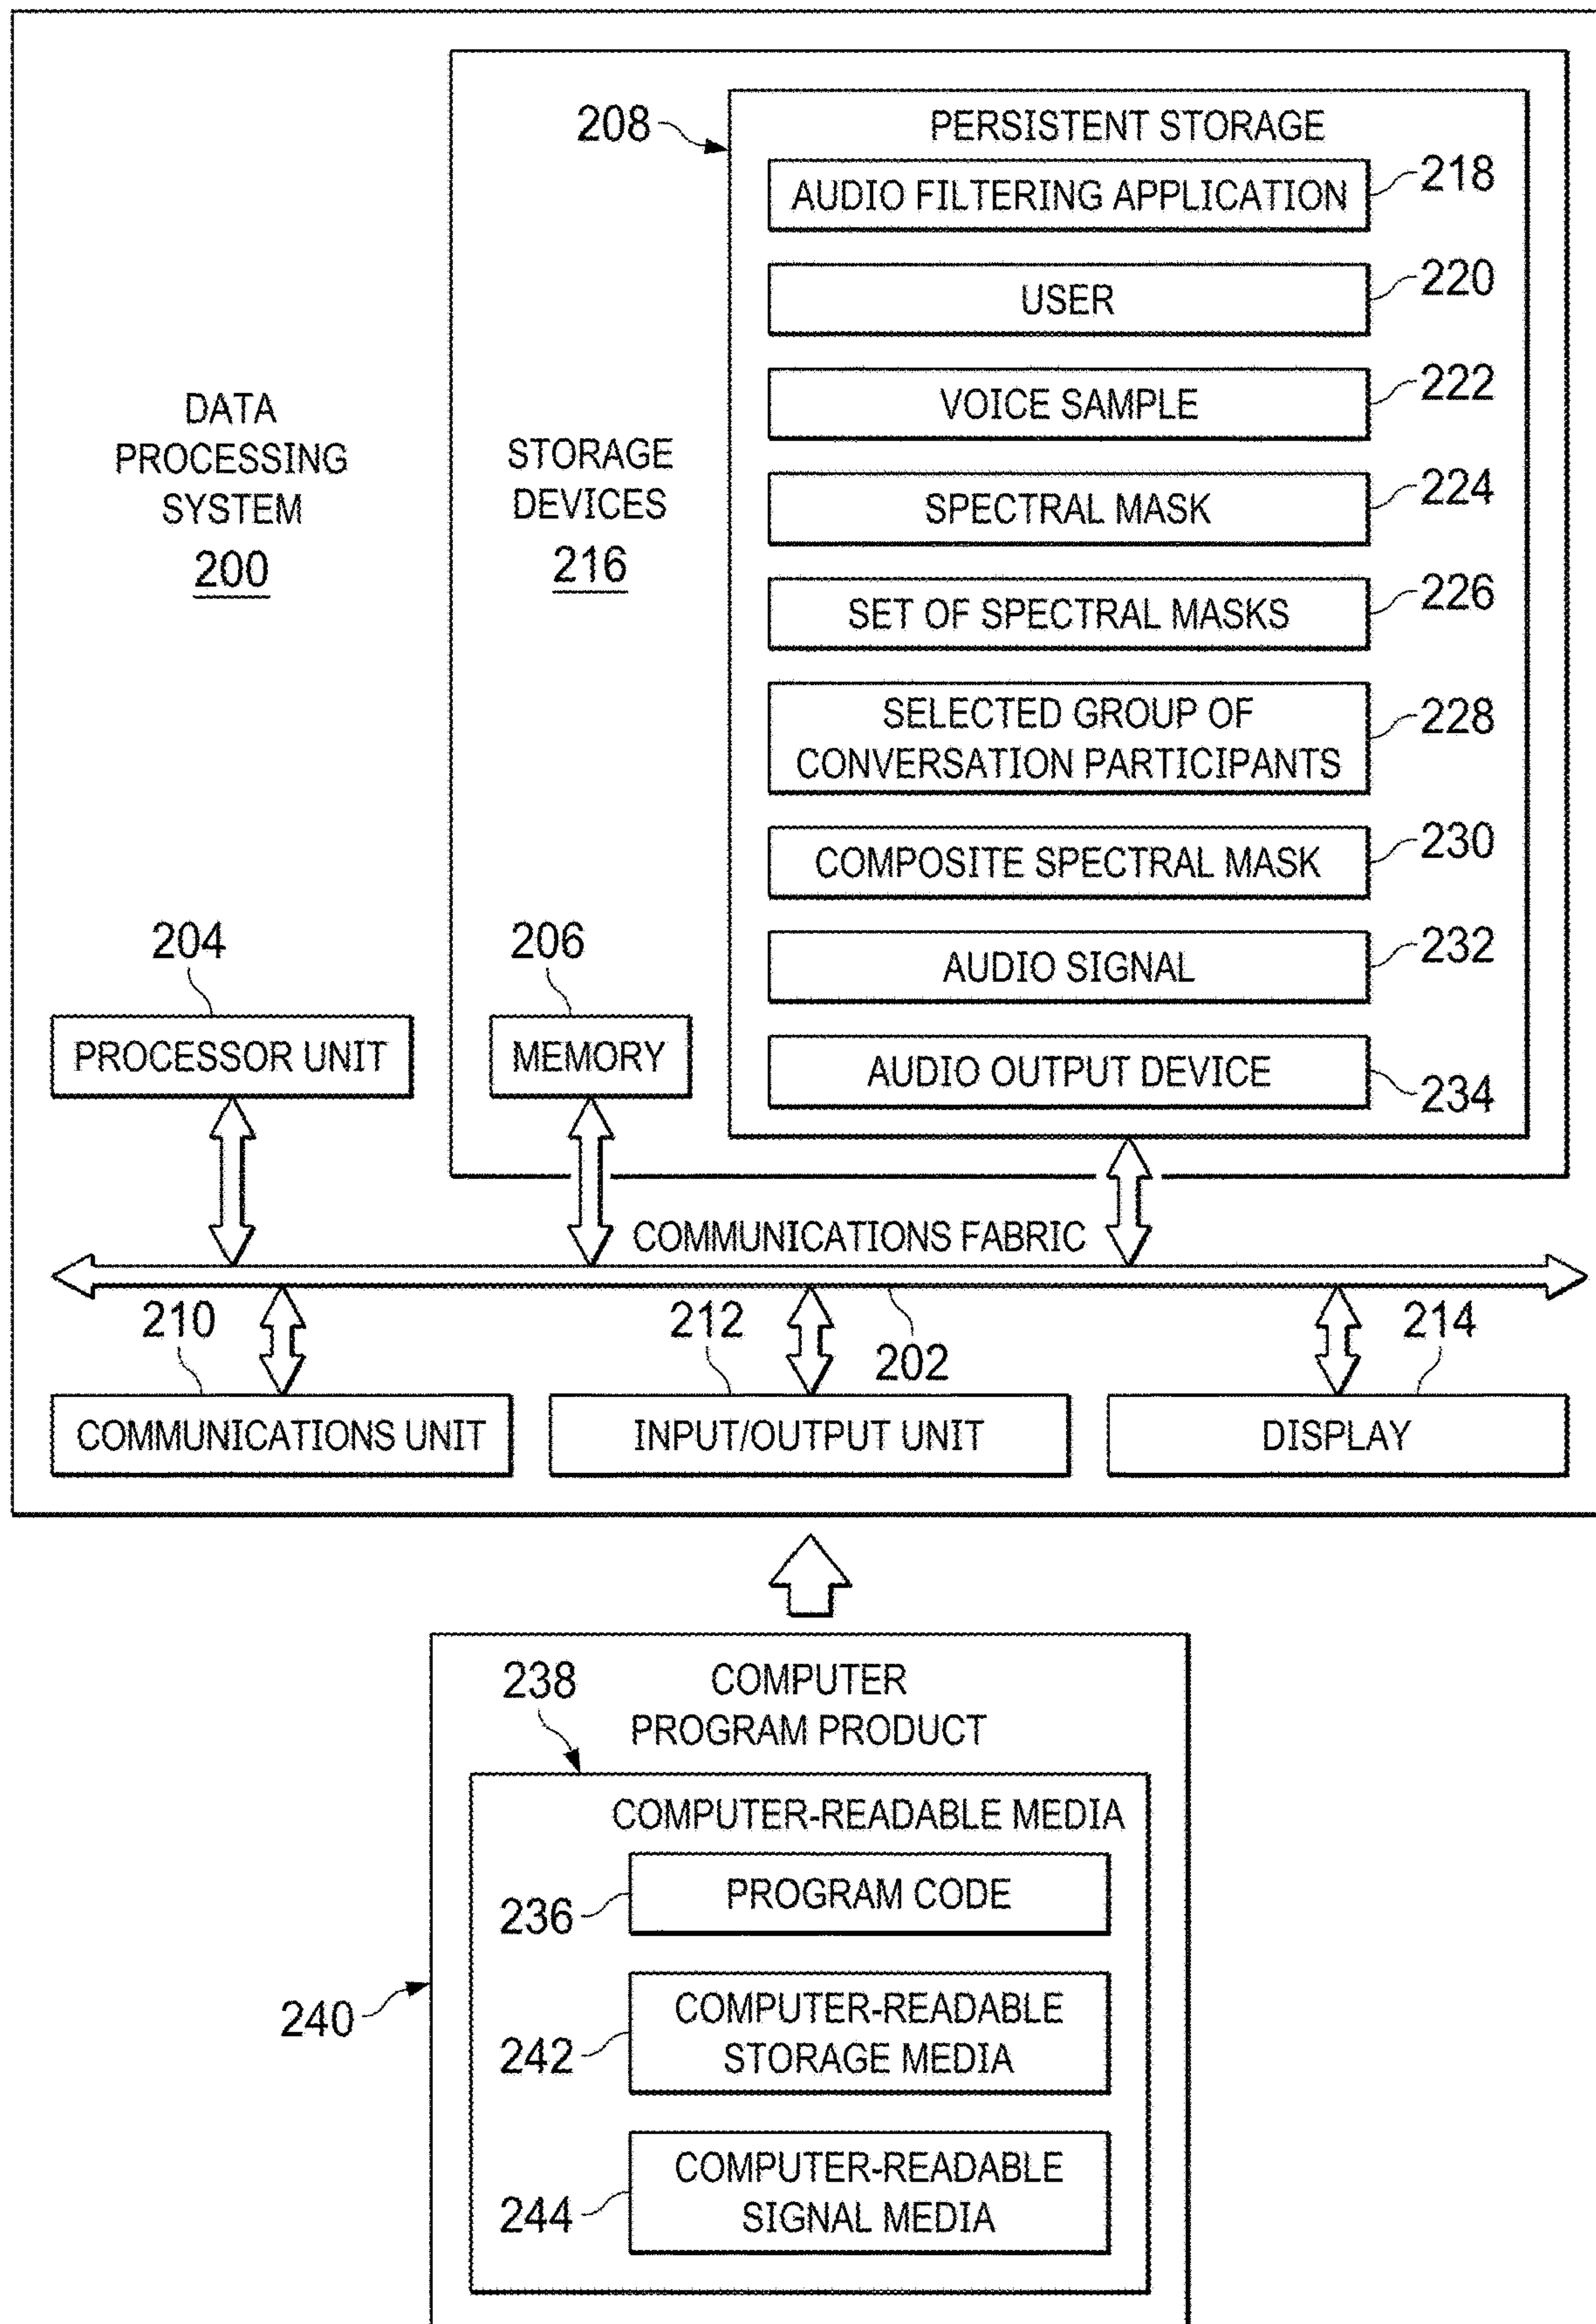 DATA
PROCESSING
SYSTEM
200
STORAGE
DEVICES
216
208
PERSISTENT STORAGE
AUDIO FILTERING APPLICATION
218
USER
220
VOICE SAMPLE
222
SPECTRAL MASK
224
SET OF SPECTRAL MASKS
226
SELECTED GROUP OF
CONVERSATION PARTICIPANTS
228
COMPOSITE SPECTRAL MASK
230
AUDIO SIGNAL
232
AUDIO OUTPUT DEVICE
234
204
PROCESSOR UNIT
206
MEMORY
COMMUNICATIONS FABRIC
202
210
COMMUNICATIONS UNIT
212
INPUT/OUTPUT UNIT
214
DISPLAY
COMPUTER
PROGRAM PRODUCT
238
COMPUTER-READABLE MEDIA
PROGRAM CODE
236
240
COMPUTER-READABLE
STORAGE MEDIA
242
COMPUTER-READABLE
SIGNAL MEDIA
244